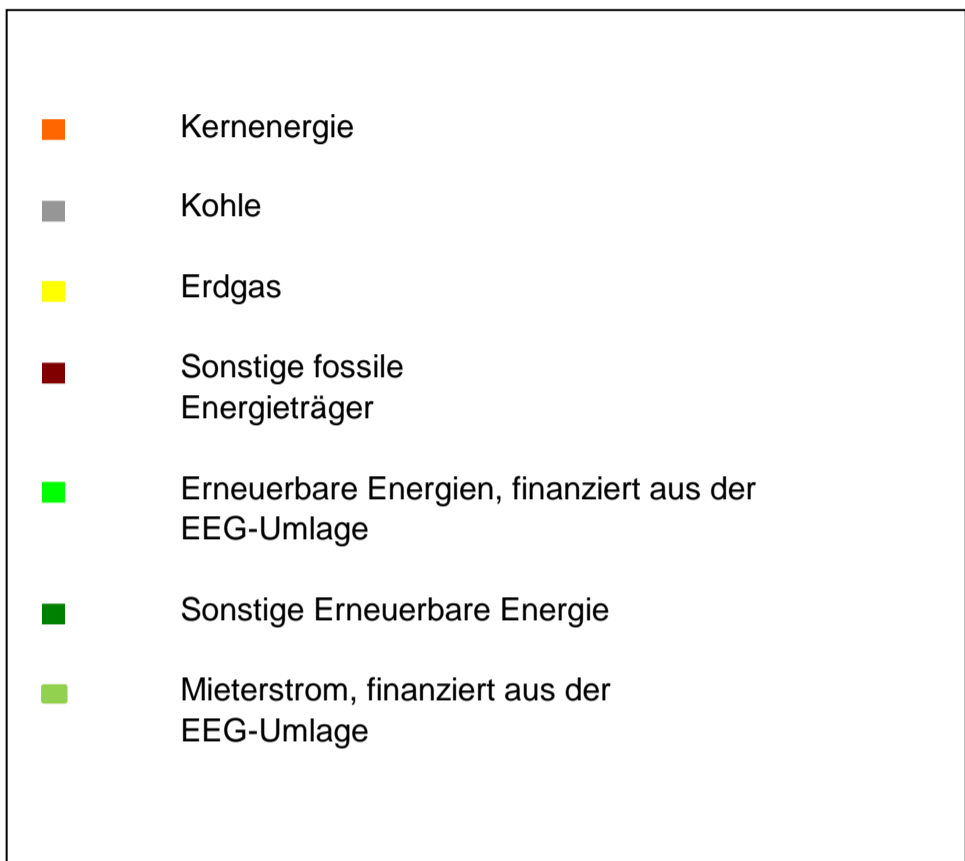 Kernenergie
Kohle
Erdgas
Sonstige fossile
Energieträger
Erneuerbare Energien, finanziert aus der
EEG-Umlage
Sonstige Erneuerbare Energie
Mieterstrom, finanziert aus der
EEG-Umlage